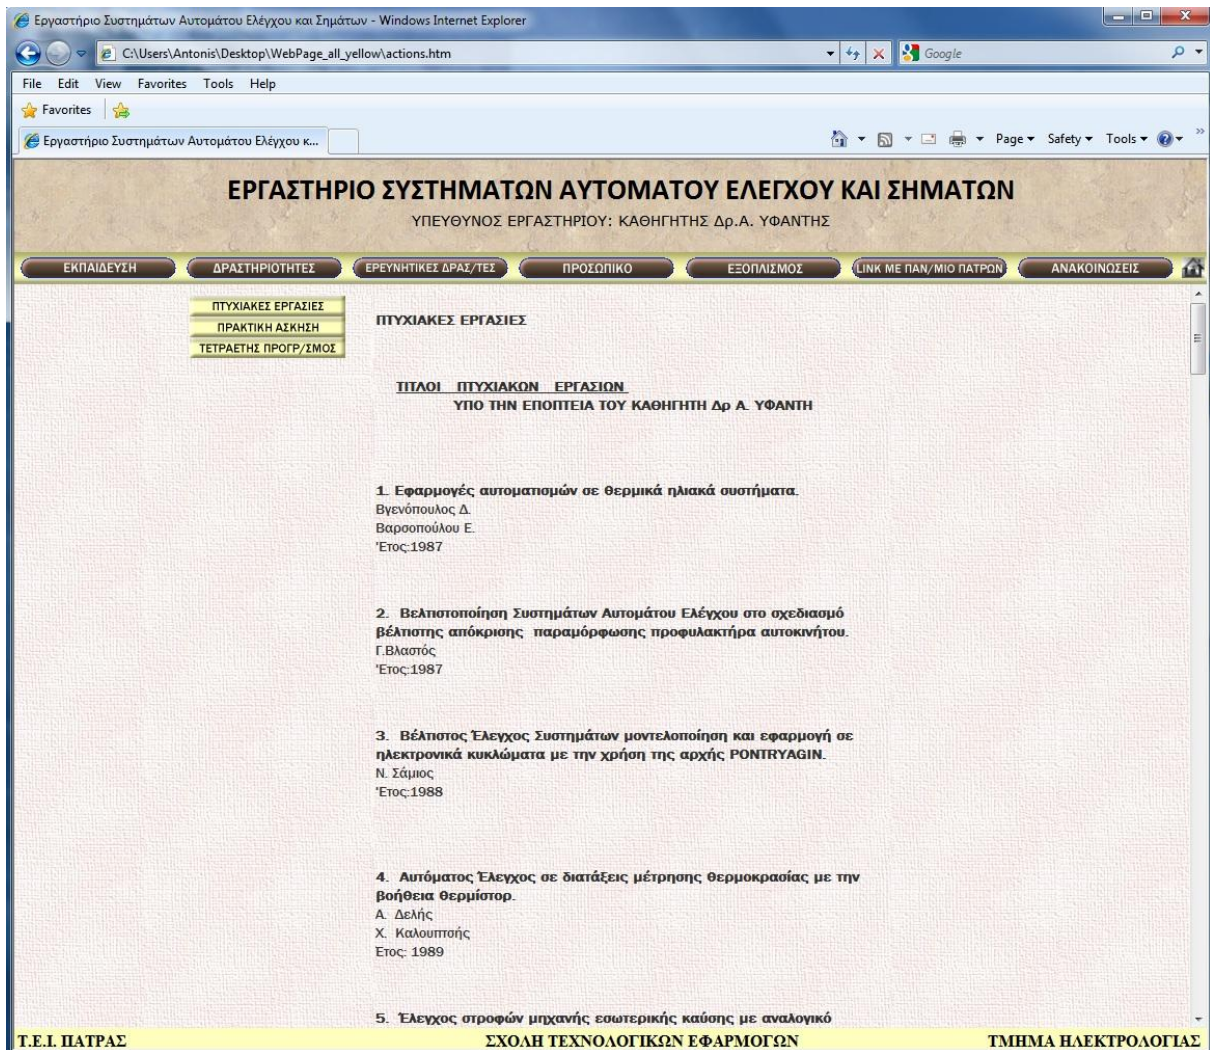 Εργαστήριο Συστημάτων Αυτομάτου Ελέγχου και Σημάτων - Windows Internet Explorer
C:\Users\Antonis\Desktop\WebPage_all_yellow\actions.htm
Google
File Edit View Favorites Tools Help
Favorites
Εργαστήριο Συστημάτων Αυτομάτου Ελέγχου κ...
Page Safety Tools
ΕΡΓΑΣΤΗΡΙΟ ΣΥΣΤΗΜΑΤΩΝ ΑΥΤΟΜΑΤΟΥ ΕΛΕΓΧΟΥ ΚΑΙ ΣΗΜΑΤΩΝ
ΥΠΕΥΘΥΝΟΣ ΕΡΓΑΣΤΗΡΙΟΥ: ΚΑΘΗΓΗΤΗΣ Δρ.Α. ΥΦΑΝΤΗΣ
ΕΚΠΑΙΔΕΥΣΗ ΔΡΑΣΤΗΡΙΟΤΗΤΕΣ ΕΡΕΥΝΗΤΙΚΕΣ ΔΡΑΣ/ΤΕΣ ΠΡΟΣΩΠΙΚΟ ΕΞΟΠΛΙΣΜΟΣ LINK ΜΕ ΠΑΝ/ΜΙΟ ΠΑΤΡΩΝ ΑΝΑΚΟΙΝΩΣΕΙΣ
ΠΤΥΧΙΑΚΕΣ ΕΡΓΑΣΙΕΣ
ΠΡΑΚΤΙΚΗ ΑΣΚΗΣΗ
ΤΕΤΡΑΕΤΗΣ ΠΡΟΓΡ/ΣΜΟΣ
ΠΤΥΧΙΑΚΕΣ ΕΡΓΑΣΙΕΣ
ΤΙΤΛΟΙ ΠΤΥΧΙΑΚΩΝ ΕΡΓΑΣΙΩΝ
ΥΠΟ ΤΗΝ ΕΠΟΠΤΕΙΑ ΤΟΥ ΚΑΘΗΓΗΤΗ Δρ Α. ΥΦΑΝΤΗ
1. Εφαρμογές αυτοματισμών σε θερμικά ηλιακά συστήματα.
Βγενόπουλος Δ.
Βαρσοπούλου Ε.
'Ετος:1987
2. Βελτιστοποίηση Συστημάτων Αυτομάτου Ελέγχου στο σχεδιασμό
βέλτιστης απόκρισης παραμόρφωσης προφυλακτήρα αυτοκινήτου.
Γ.Βλαστός
'Ετος:1987
3. Βέλτιστος Έλεγχος Συστημάτων μοντελοποίηση και εφαρμογή σε
ηλεκτρονικά κυκλώματα με την χρήση της αρχής PONTRYAGIN.
Ν. Σάμιος
'Ετος:1988
4. Αυτόματος Έλεγχος σε διατάξεις μέτρησης θερμοκρασίας με την
βοήθεια θερμίστορ.
Α. Δελής
Χ. Καλουπτσής
Έτος: 1989
5. Έλεγχος στροφών μηχανής εσωτερικής καύσης με αναλογικό
Τ.Ε.Ι. ΠΑΤΡΑΣ ΣΧΟΛΗ ΤΕΧΝΟΛΟΓΙΚΩΝ ΕΦΑΡΜΟΓΩΝ ΤΜΗΜΑ ΗΛΕΚΤΡΟΛΟΓΙΑΣ